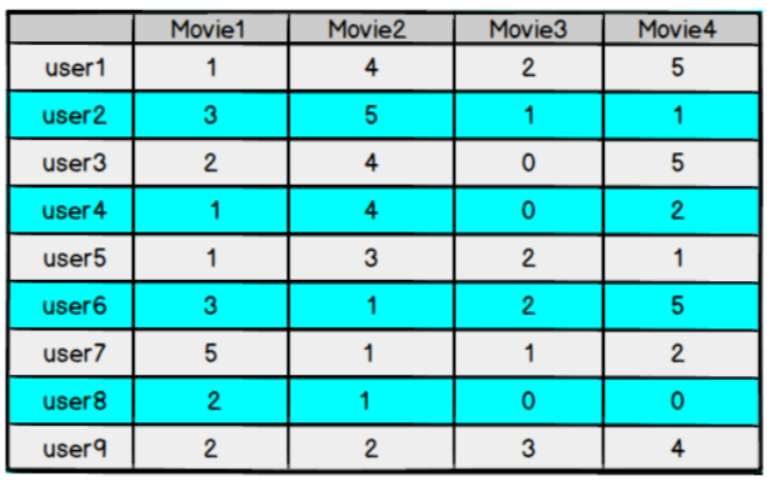 Movie1 Movie2 Movie3 Movie4
user1 1 4 2 5
user2 3 5 1 1
user3 2 4 0 5
user4 1 4 0 2
user5 1 3 2 1
user6 3 1 2 5
user7 5 1 1 2
user8 2 1 0 0
user9 2 2 3 4